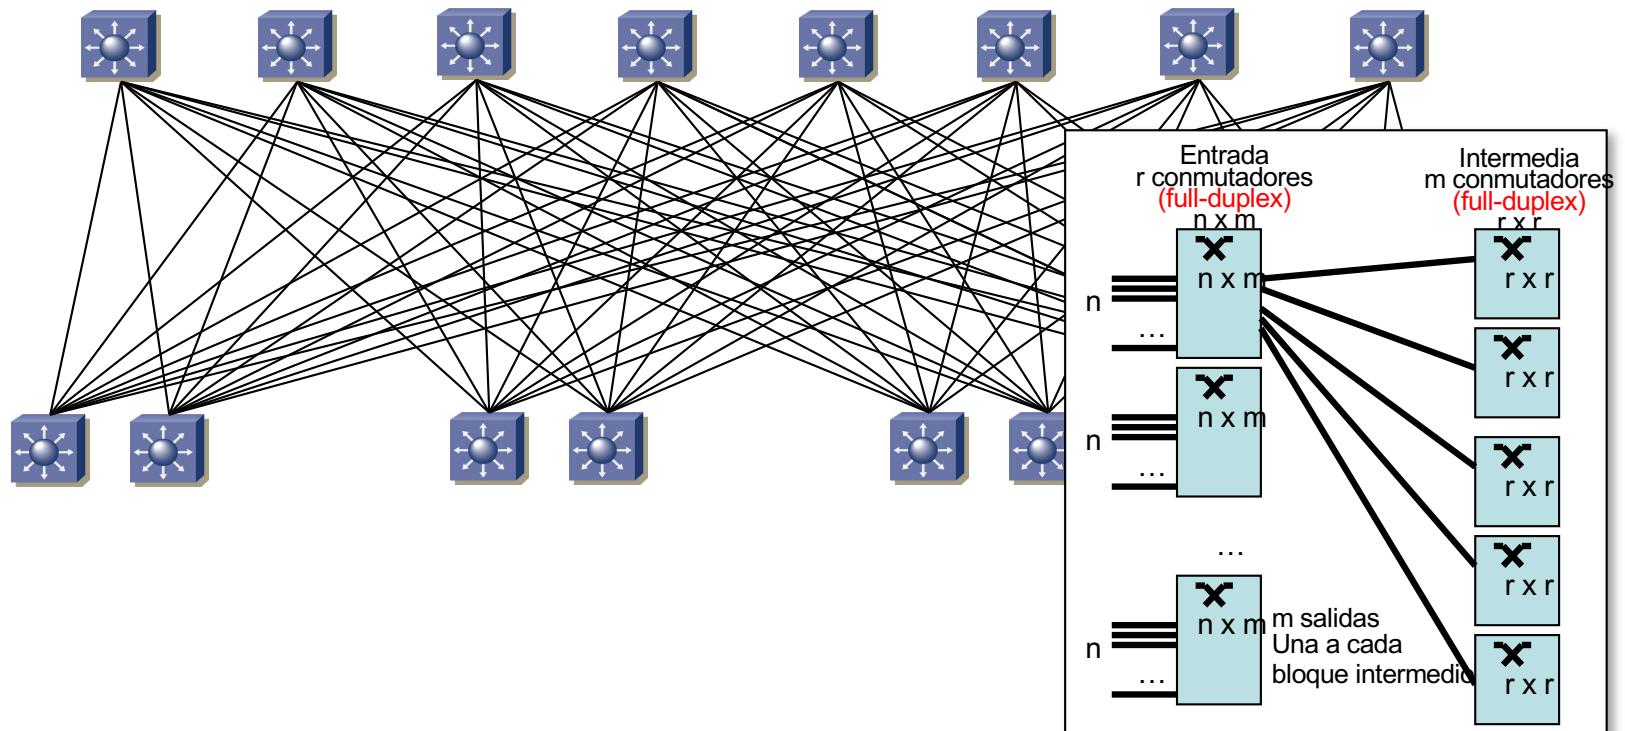 Entrada
r conmutadores
(full-duplex)
n x m
Intermedia
m conmutadores
(full-duplex)
r x r
n x m
n
...
r x r
r x r
n x m
n
...
r x r
...
r x r
n x m
n
...
m salidas
Una a cada
bloque intermedio
r x r